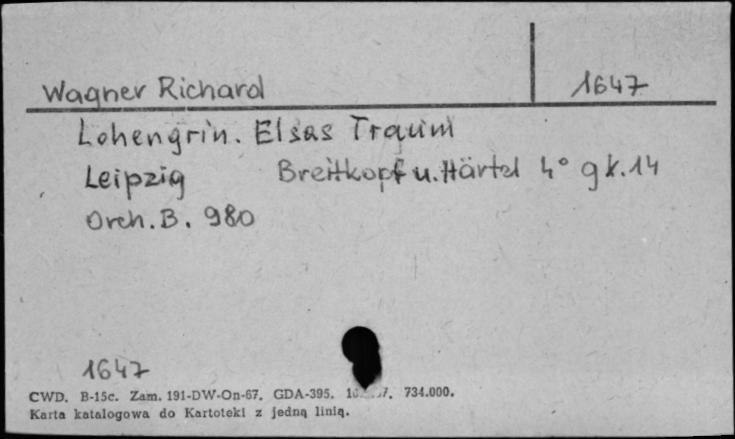 Wagner Richard 1647
Lohengrin. Elsas Traum
Leipzig Breitkopf u. Härtel 4° gk. 14
Orch. B. 980
1647
CWD. B-15c. Zam. 191-DW-On-67. GDA-395. 734.000.
Karta katalogowa do Kartoteki z jedną linią.